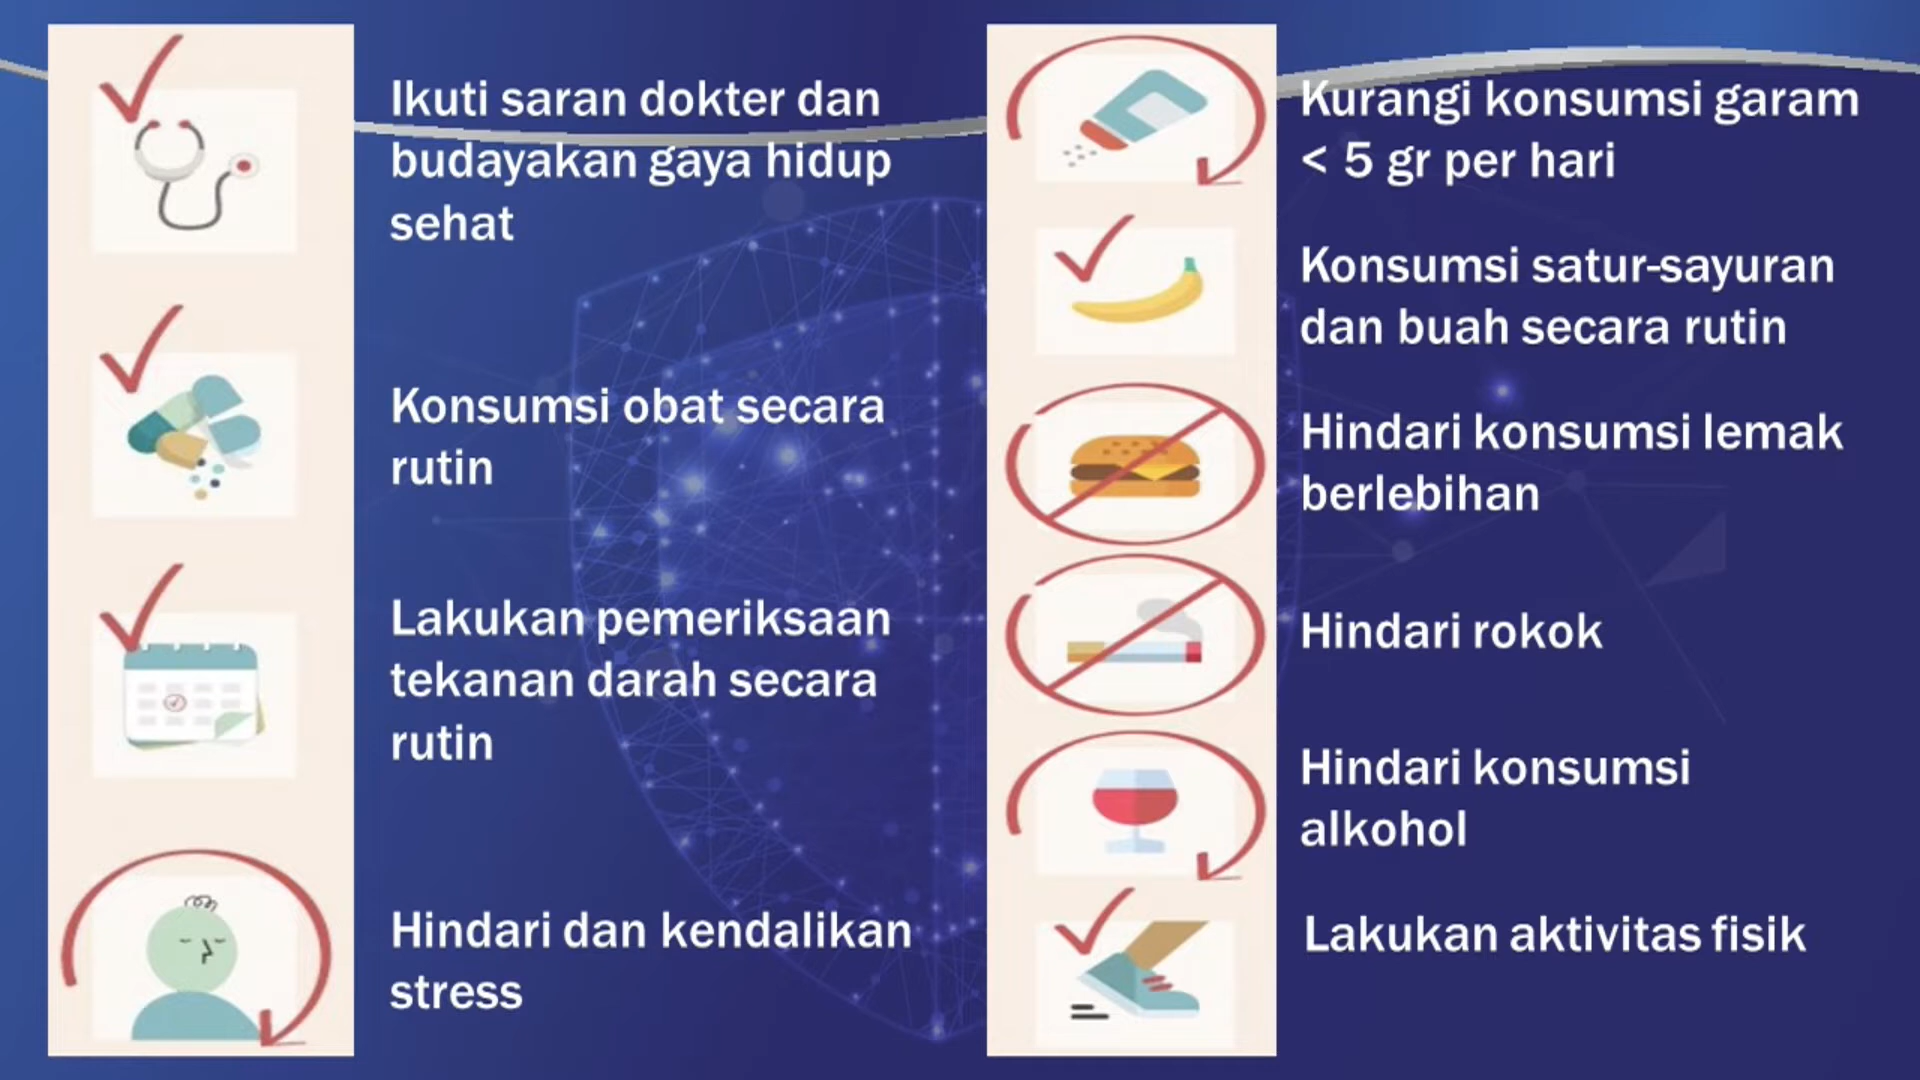 Ikuti saran dokter dan
budayakan gaya hidup
sehat
Konsumsi obat secara
rutin
Lakukan pemeriksaan
tekanan darah secara
rutin
Hindari dan kendalikan
stress
Kurangi konsumsi garam
< 5 gr per hari
Konsumsi satur-sayuran
dan buah secara rutin
Hindari konsumsi lemak
berlebihan
Hindari rokok
Hindari konsumsi
alkohol
Lakukan aktivitas fisik